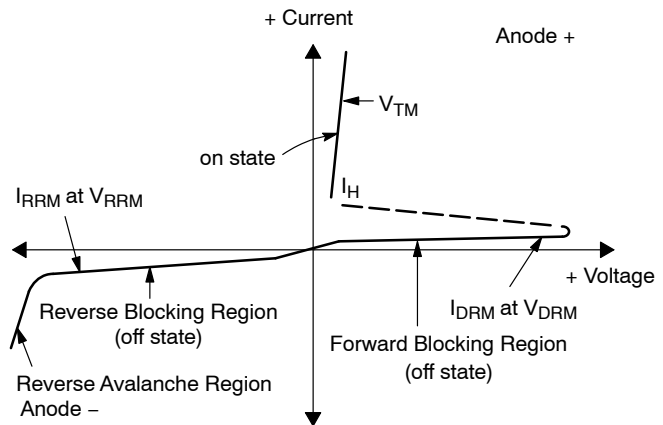 + Current
Anode +
V_TM
on state
I_H
I_RRM at V_RRM
+ Voltage
I_DRM at V_DRM
Reverse Blocking Region
(off state)
Forward Blocking Region
(off state)
Reverse Avalanche Region
Anode −